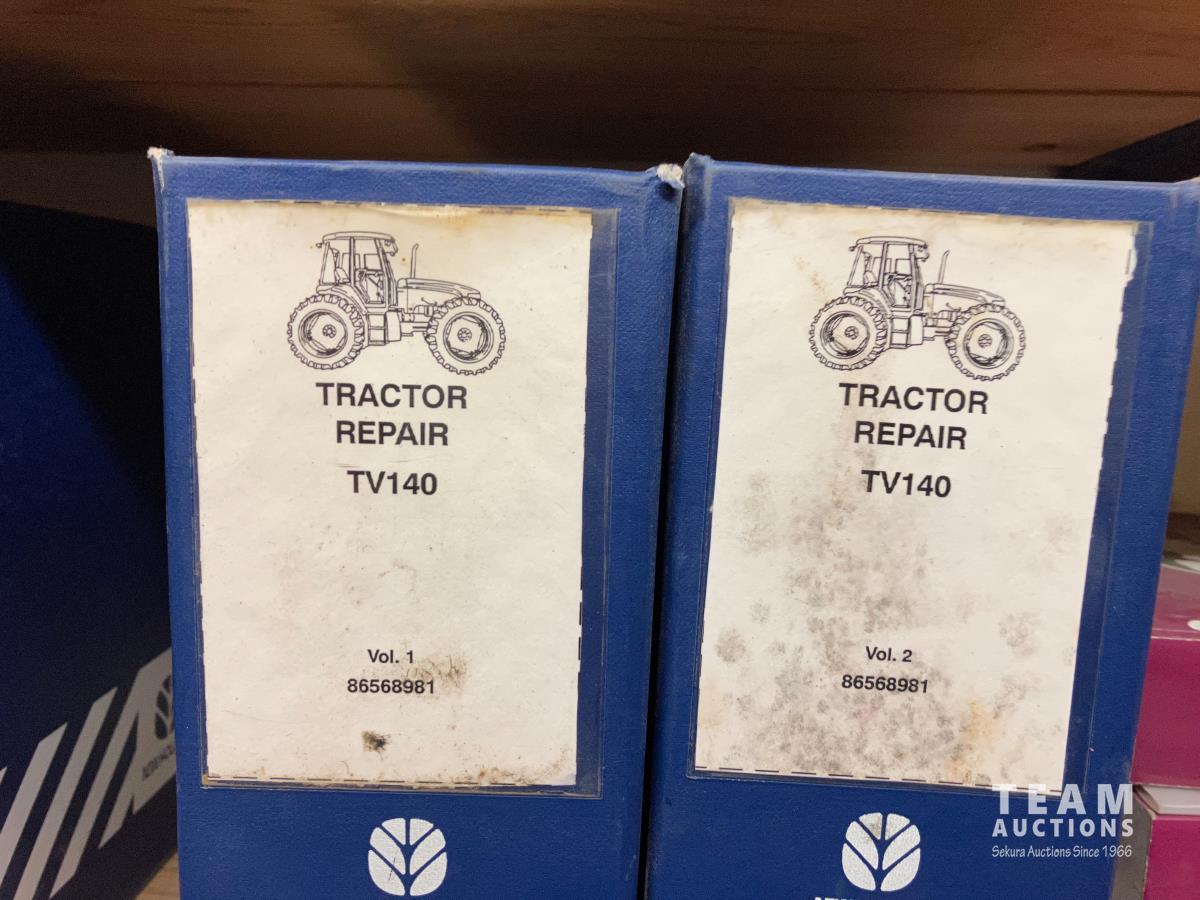 TRACTOR
REPAIR
TV140
Vol. 1
86568981
TRACTOR
REPAIR
TV140
Vol. 2
86568981
TEAM
AUCTIONS
Sekura Auctions Since 1966